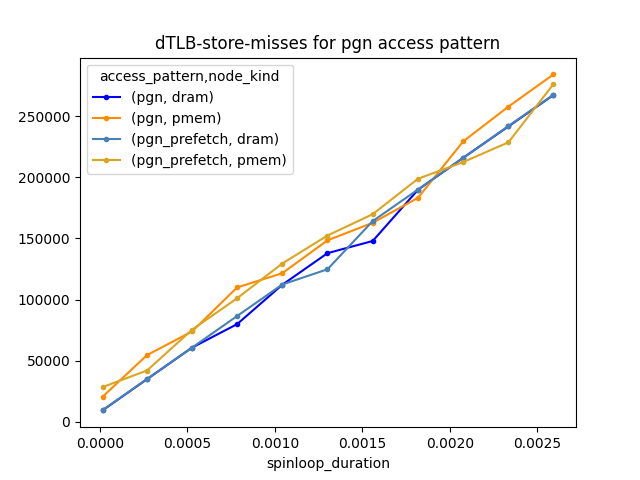 dTLB-store-misses for pgn access pattern
access_pattern,node_kind
(pgn, dram)
(pgn, pmem)
(pgn_prefetch, dram)
(pgn_prefetch, pmem)
250000
200000
150000
100000
50000
0
0.0000 0.0005 0.0010 0.0015 0.0020 0.0025
spinloop_duration